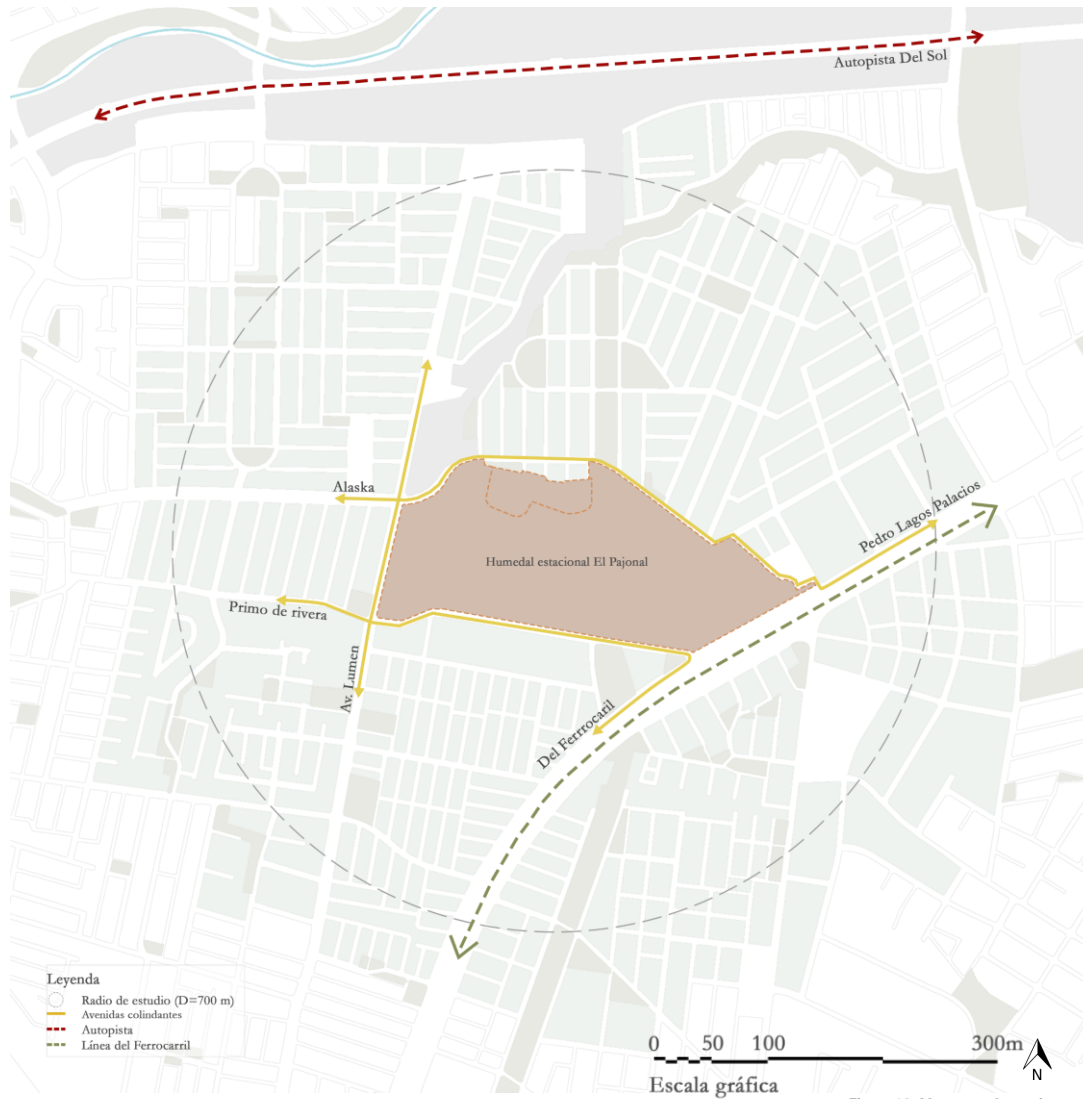 Autopista Del Sol
Alaska
Pedro Lagos Palacios
Humedal estacional El Pajonal
Primo de rivera
Av. Lumen
Del Ferrrocaril
Leyenda
Radio de estudio (D=700 m)
Avenidas colindantes
Autopista
Línea del Ferrocarril
0 50 100 300m
Escala gráfica
N